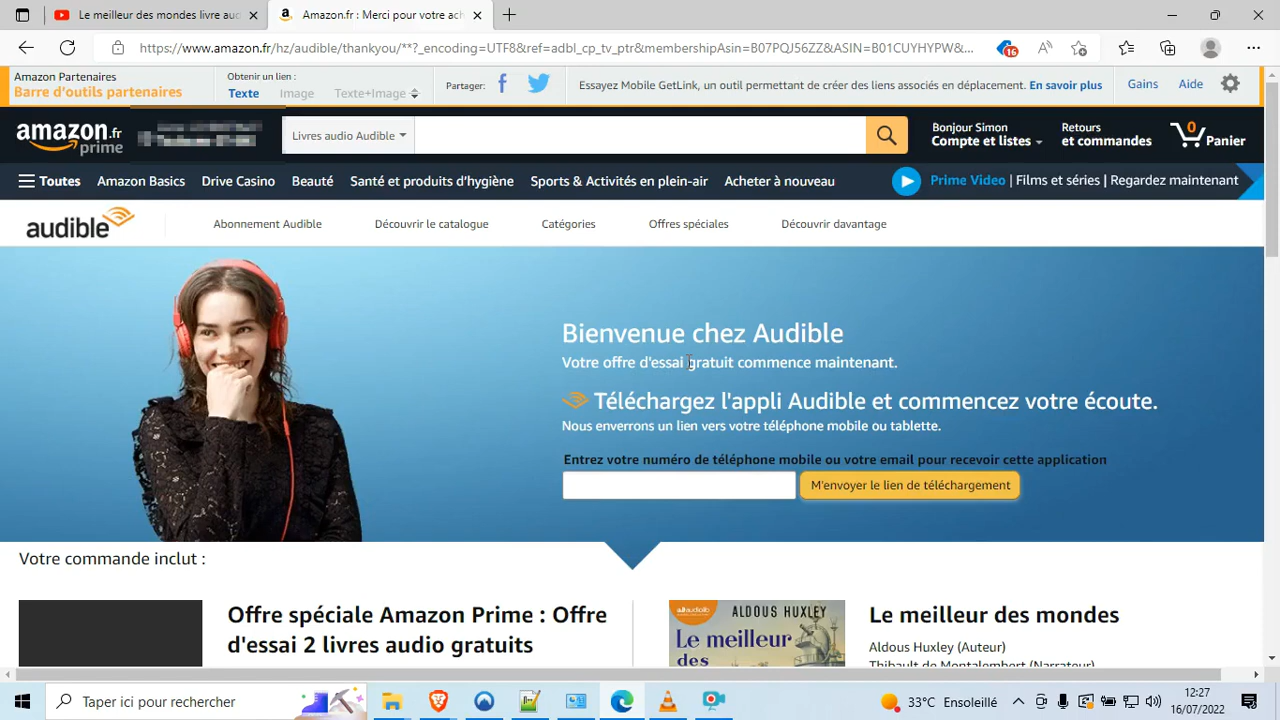 Le meilleur des mondes livre aud
Amazon.fr : Merci pour votre ach
https://www.amazon.fr/hz/audible/thankyou/**?_encoding=UTF8&ref=adbl_cp_tv_ptr&membershipAsin=B07PQJ56ZZ&ASIN=B01CUYHYPW&...
16
Amazon Partenaires
Barre d'outils partenaires
Obtenir un lien :
Texte Image Texte+Image
Partager:
Essayez Mobile GetLink, un outil permettant de créer des liens associés en déplacement. En savoir plus
Gains
Aide
amazon.fr
prime
Livres audio Audible
Bonjour Simon
Compte et listes
Retours
et commandes
0
Panier
Toutes
Amazon Basics
Drive Casino
Beauté
Santé et produits d'hygiène
Sports & Activités en plein-air
Acheter à nouveau
Prime Video | Films et séries | Regardez maintenant
audible
Abonnement Audible
Découvrir le catalogue
Catégories
Offres spéciales
Découvrir davantage
Bienvenue chez Audible
Votre offre d'essai gratuit commence maintenant.
Téléchargez l'appli Audible et commencez votre écoute.
Nous enverrons un lien vers votre téléphone mobile ou tablette.
Entrez votre numéro de téléphone mobile ou votre email pour recevoir cette application
M'envoyer le lien de téléchargement
Votre commande inclut :
Offre spéciale Amazon Prime : Offre
d'essai 2 livres audio gratuits
audiolib
ALDOUS HUXLEY
Le meilleur
des
Le meilleur des mondes
Aldous Huxley (Auteur)
Thibault de Montalembert (Narrateur)
Taper ici pour rechercher
33°C Ensoleillé
12:27
16/07/2022